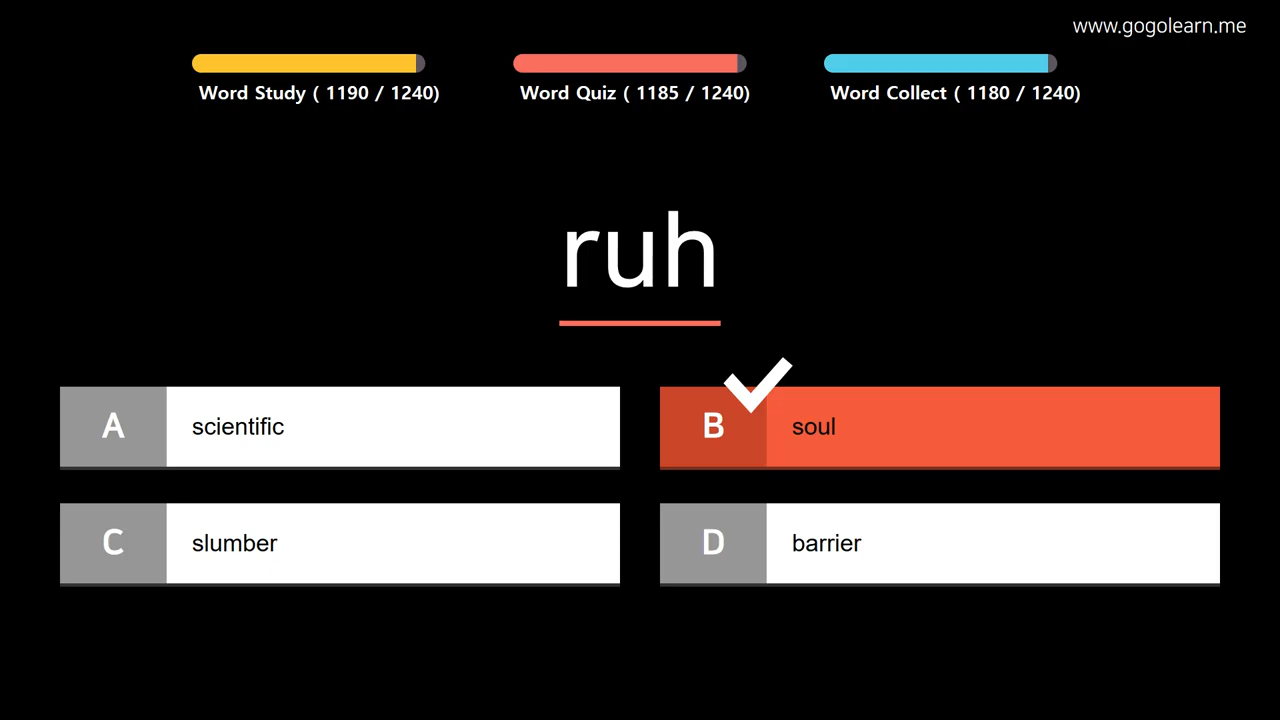 www.gogolearn.me
Word Study ( 1190 / 1240)
Word Quiz ( 1185 / 1240)
Word Collect ( 1180 / 1240)
ruh
A scientific
B soul
C slumber
D barrier